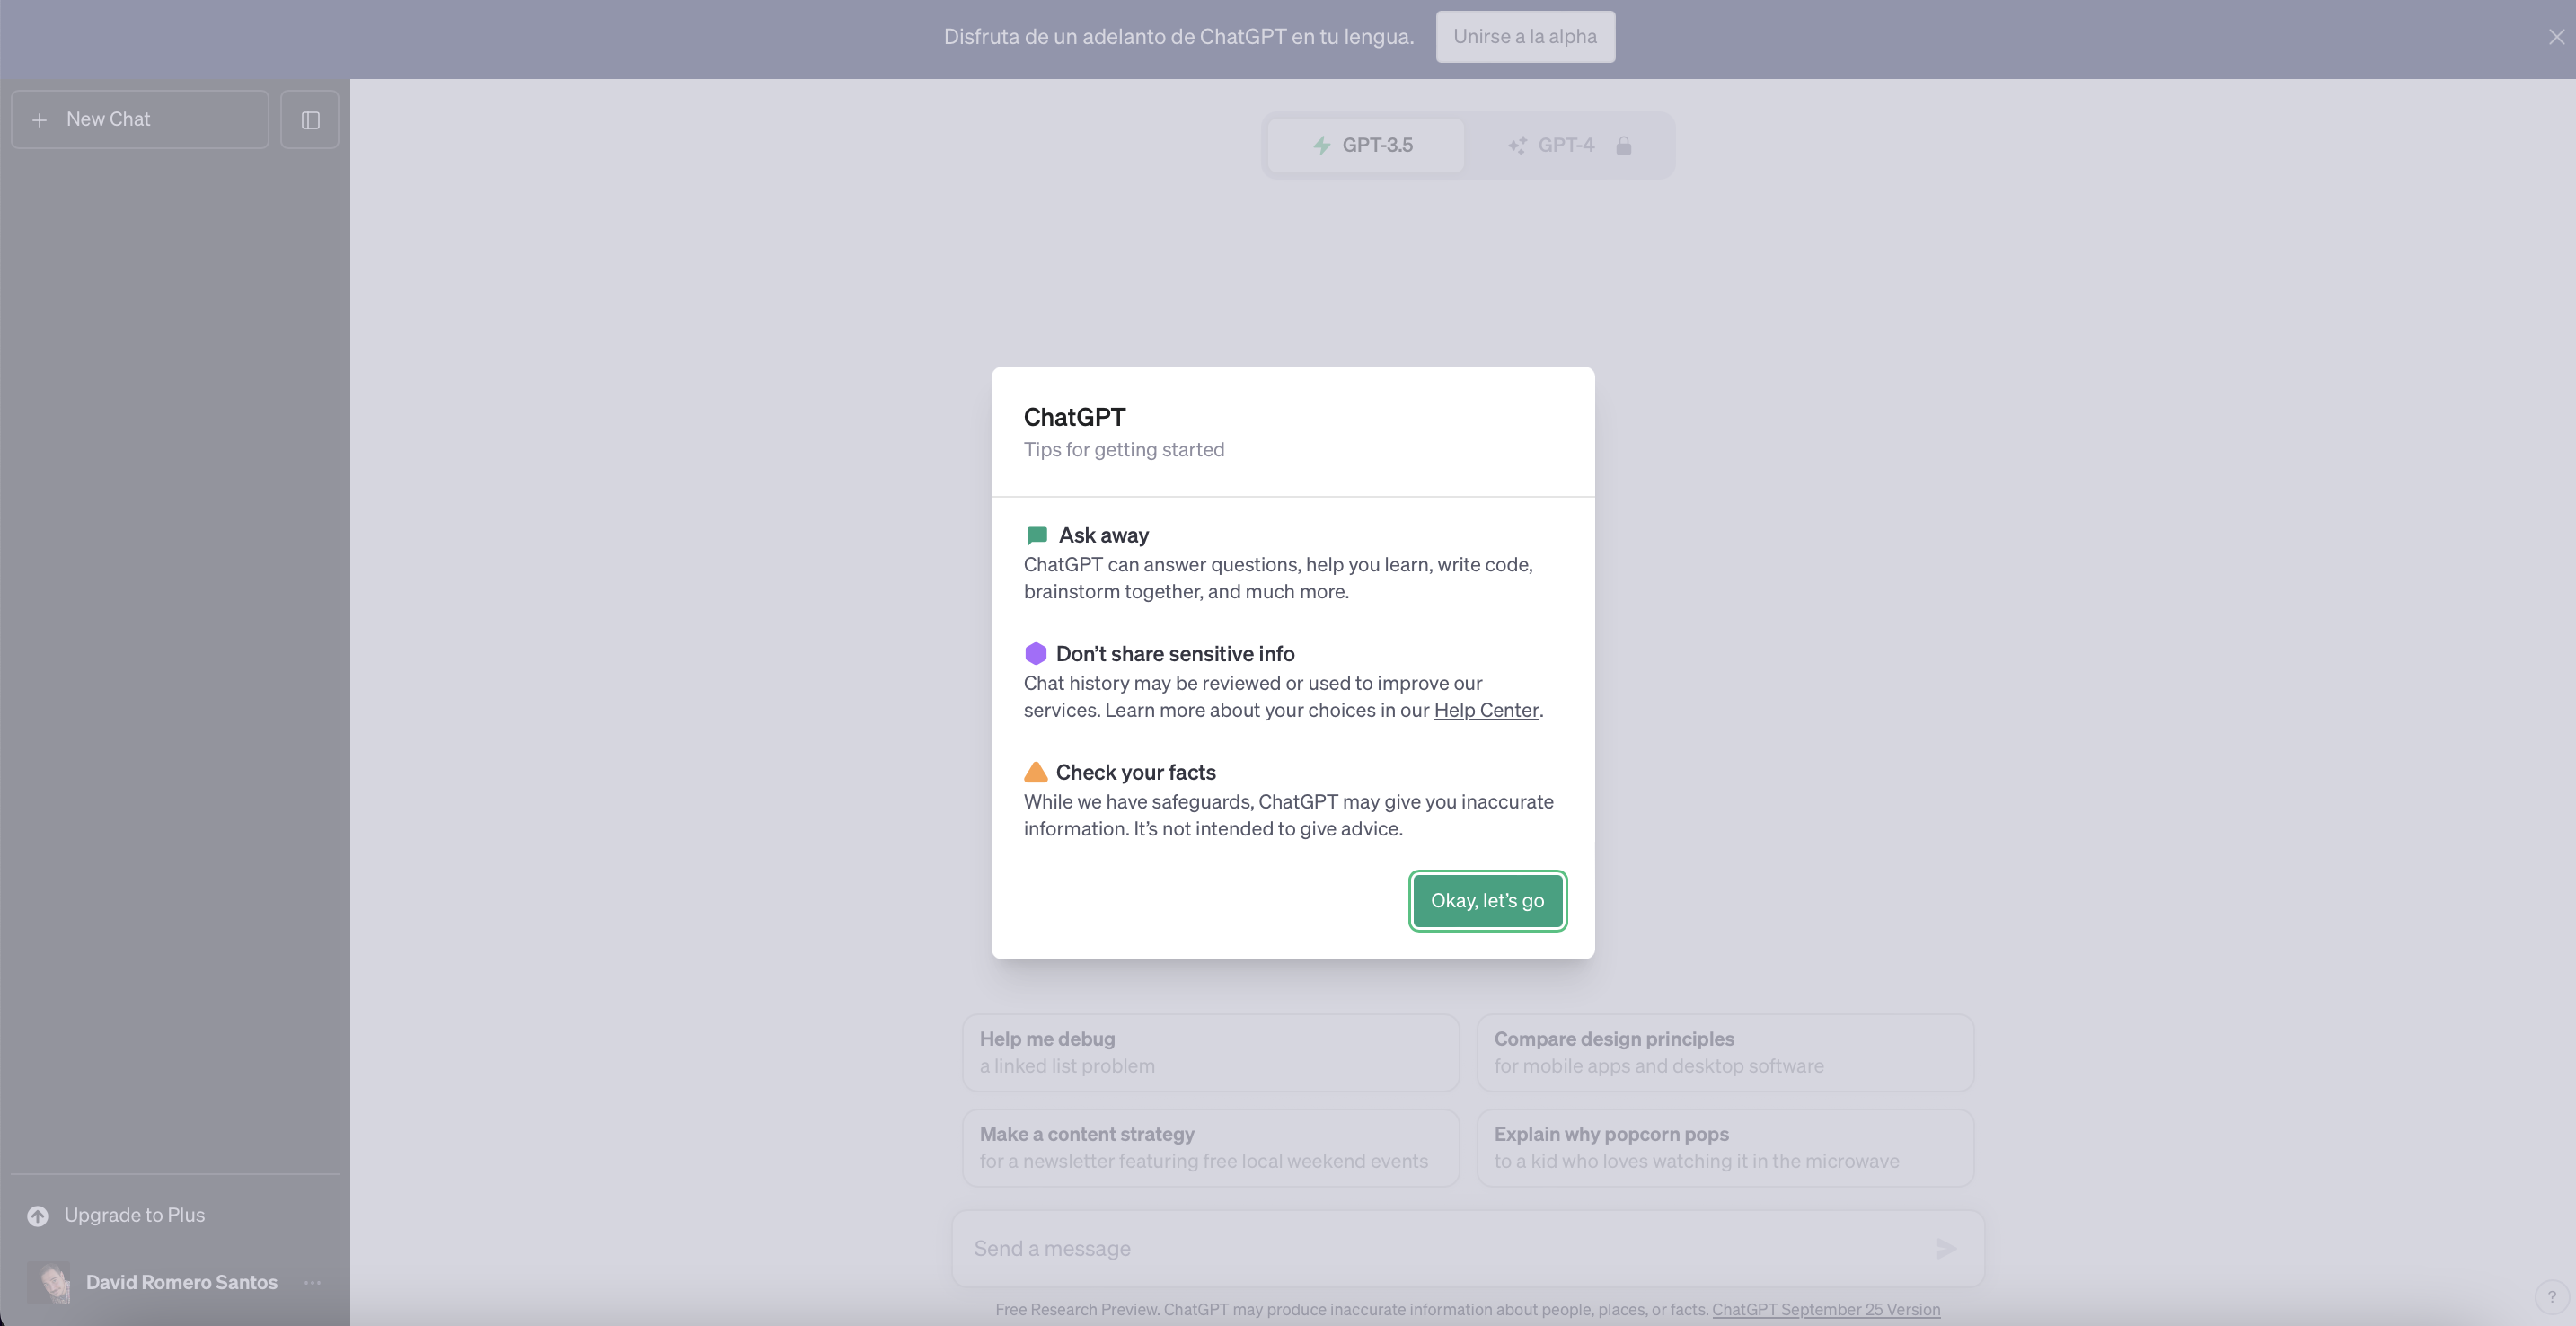 Disfruta de un adelanto de ChatGPT en tu lengua.
Unirse a la alpha
New Chat
GPT-3.5
GPT-4
ChatGPT
Tips for getting started
Ask away
ChatGPT can answer questions, help you learn, write code,
brainstorm together, and much more.
Don’t share sensitive info
Chat history may be reviewed or used to improve our
services. Learn more about your choices in our Help Center.
Check your facts
While we have safeguards, ChatGPT may give you inaccurate
information. It’s not intended to give advice.
Okay, let’s go
Help me debug
a linked list problem
Compare design principles
for mobile apps and desktop software
Make a content strategy
for a newsletter featuring free local weekend events
Explain why popcorn pops
to a kid who loves watching it in the microwave
Upgrade to Plus
David Romero Santos
Send a message
Free Research Preview. ChatGPT may produce inaccurate information about people, places, or facts. ChatGPT September 25 Version
?